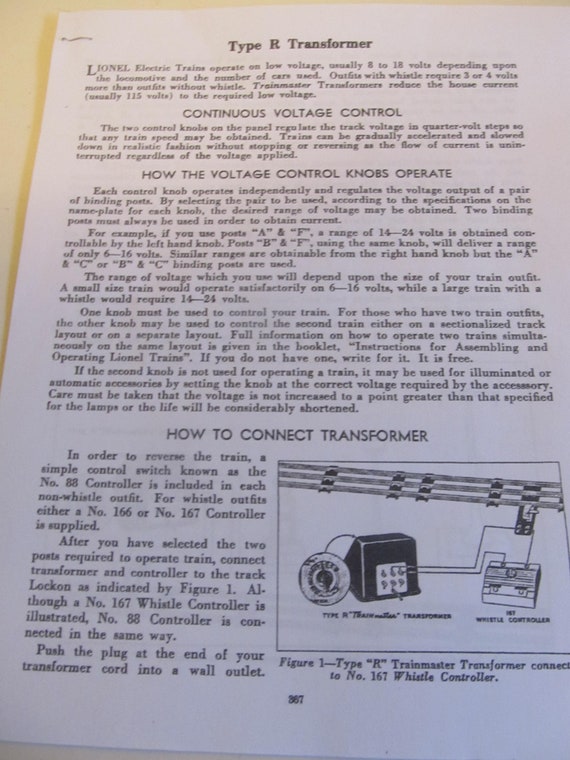 Type R Transformer
LIONEL Electric Trains operate on low voltage, usually 8 to 18 volts depending upon
the locomotive and the number of cars used. Outfits with whistle require 3 or 4 volts
more than outfits without whistle. Trainmaster Transformers reduce the house current
(usually 115 volts) to the required low voltage.
CONTINUOUS VOLTAGE CONTROL
The two control knobs on the panel regulate the track voltage in quarter-volt steps so
that any train speed may be obtained. Trains can be gradually accelerated and slowed
down in realistic fashion without stopping or reversing as the flow of current is unin-
terrupted regardless of the voltage applied.
HOW THE VOLTAGE CONTROL KNOBS OPERATE
Each control knob operates independently and regulates the voltage output of a pair
of binding posts. By selecting the pair to be used, according to the specifications on the
name-plate for each knob, the desired range of voltage may be obtained. Two binding
posts must always be used in order to obtain current.
For example, if you use posts "A" & "F", a range of 14—24 volts is obtained con-
trollable by the left hand knob. Posts "B" & "F", using the same knob, will deliver a range
of only 6—16 volts. Similar ranges are obtainable from the right hand knob but the "A"
& "C" or "B" & "C" binding posts are used.
The range of voltage which you use will depend upon the size of your train outfit.
A small size train would operate satisfactorily on 6—16 volts, while a large train with a
whistle would require 14—24 volts.
One knob must be used to control your train. For those who have two train outfits,
the other knob may be used to control the second train either on a sectionalized track
layout or on a separate layout. Full information on how to operate two trains simulta-
neously on the same layout is given in the booklet, "Instructions for Assembling and
Operating Lionel Trains". If you do not have one, write for it. It is free.
If the second knob is not used for operating a train, it may be used for illuminated or
automatic accessories by setting the knob at the correct voltage required by the accesssory.
Care must be taken that the voltage is not increased to a point greater than that specified
for the lamps or the life will be considerably shortened.
HOW TO CONNECT TRANSFORMER
In order to reverse the train, a
simple control switch known as the
No. 88 Controller is included in each
non-whistle outfit. For whistle outfits
either a No. 166 or No. 167 Controller
is supplied.
After you have selected the two
posts required to operate train, connect
transformer and controller to the track
Lockon as indicated by Figure 1. Al-
though a No. 167 Whistle Controller is
illustrated, No. 88 Controller is con-
nected in the same way.
Push the plug at the end of your
transformer cord into a wall outlet.
TYPE R "Trainmaster" TRANSFORMER
167
WHISTLE CONTROLLER
Figure 1—Type "R" Trainmaster Transformer connect
to No. 167 Whistle Controller.
367